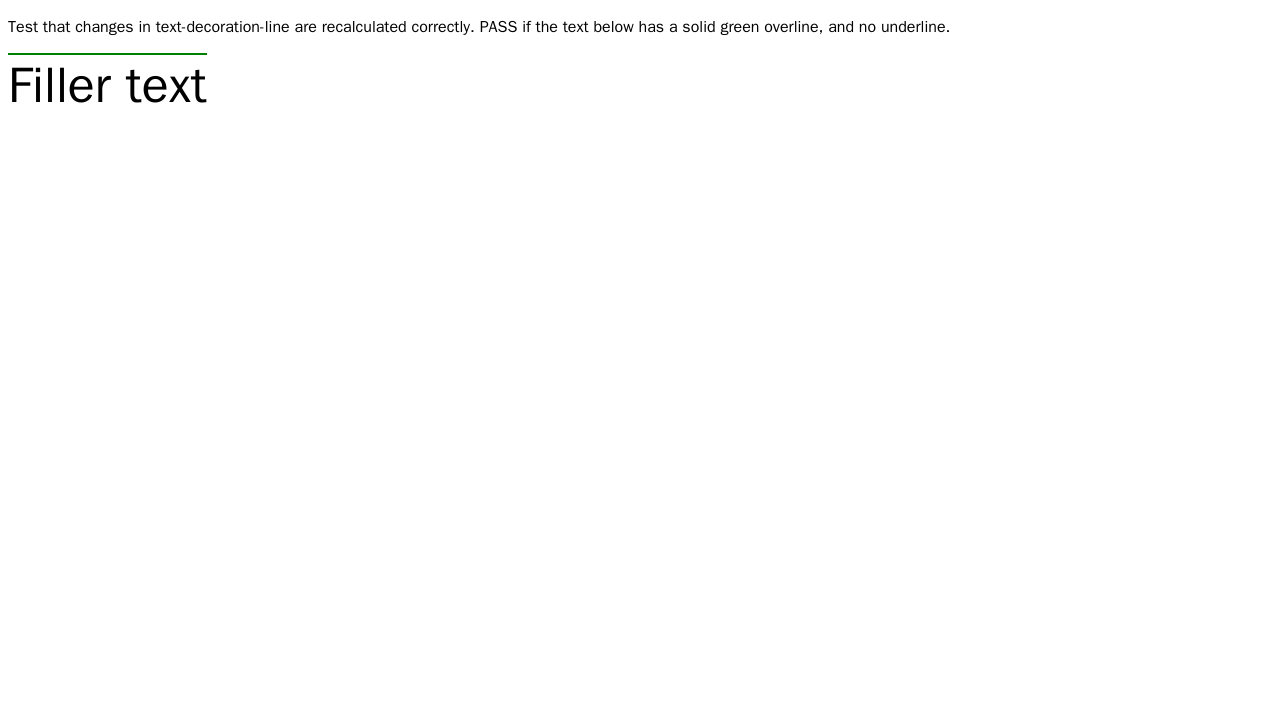 Test that changes in text-decoration-line are recalculated correctly. PASS if the text below has a solid green overline, and no underline.
Filler text